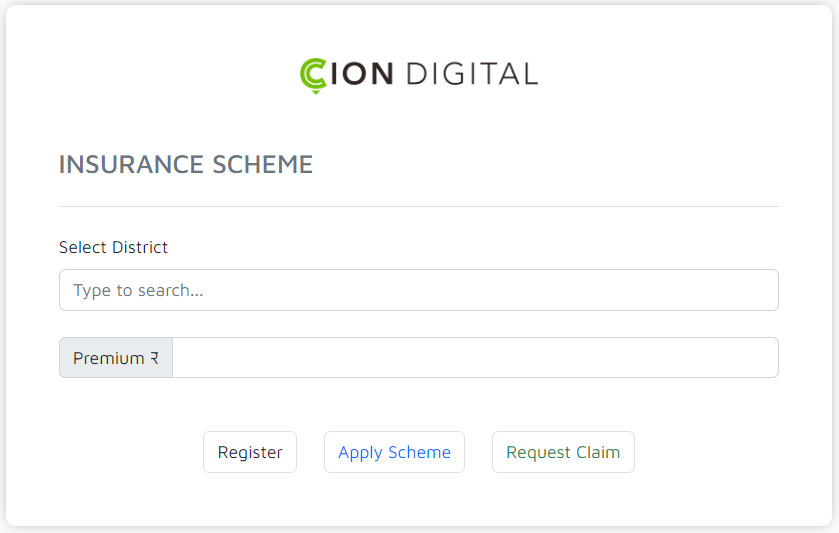 CION DIGITAL
INSURANCE SCHEME
Select District
Type to search...
Premium ₹
Register Apply Scheme Request Claim